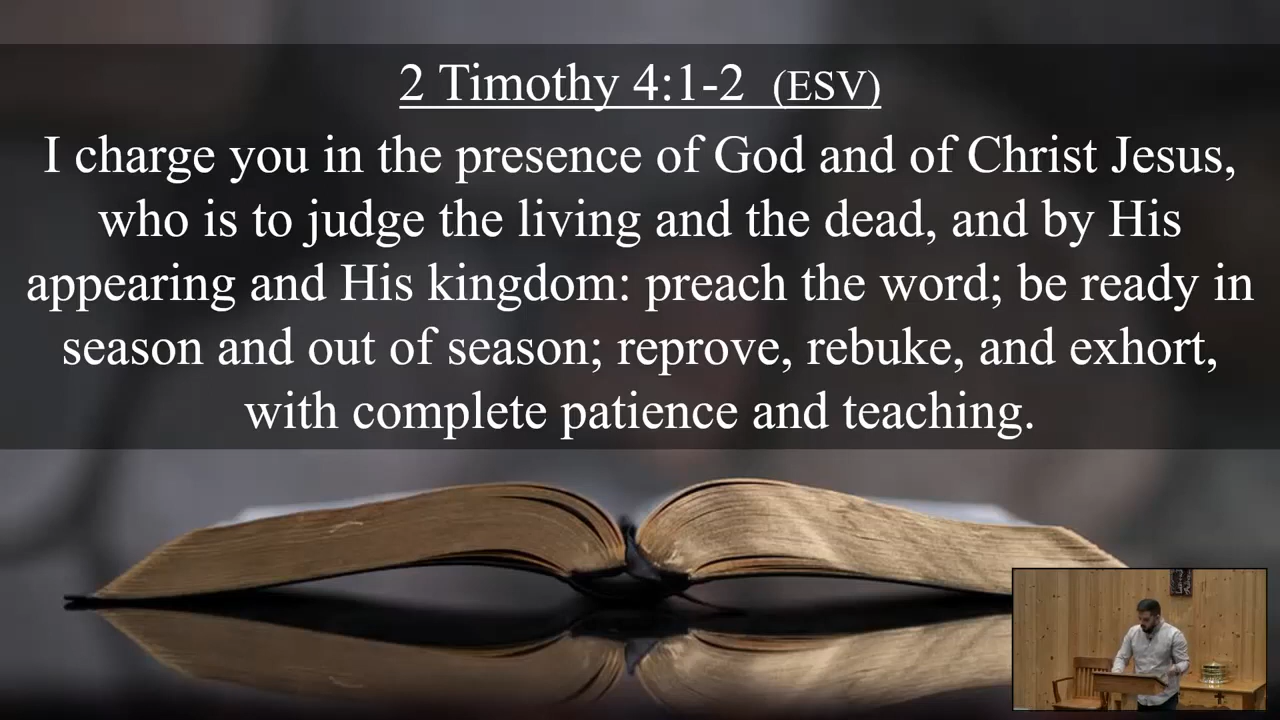 2 Timothy 4:1-2 (ESV)
I charge you in the presence of God and of Christ Jesus,
who is to judge the living and the dead, and by His
appearing and His kingdom: preach the word; be ready in
season and out of season; reprove, rebuke, and exhort,
with complete patience and teaching.